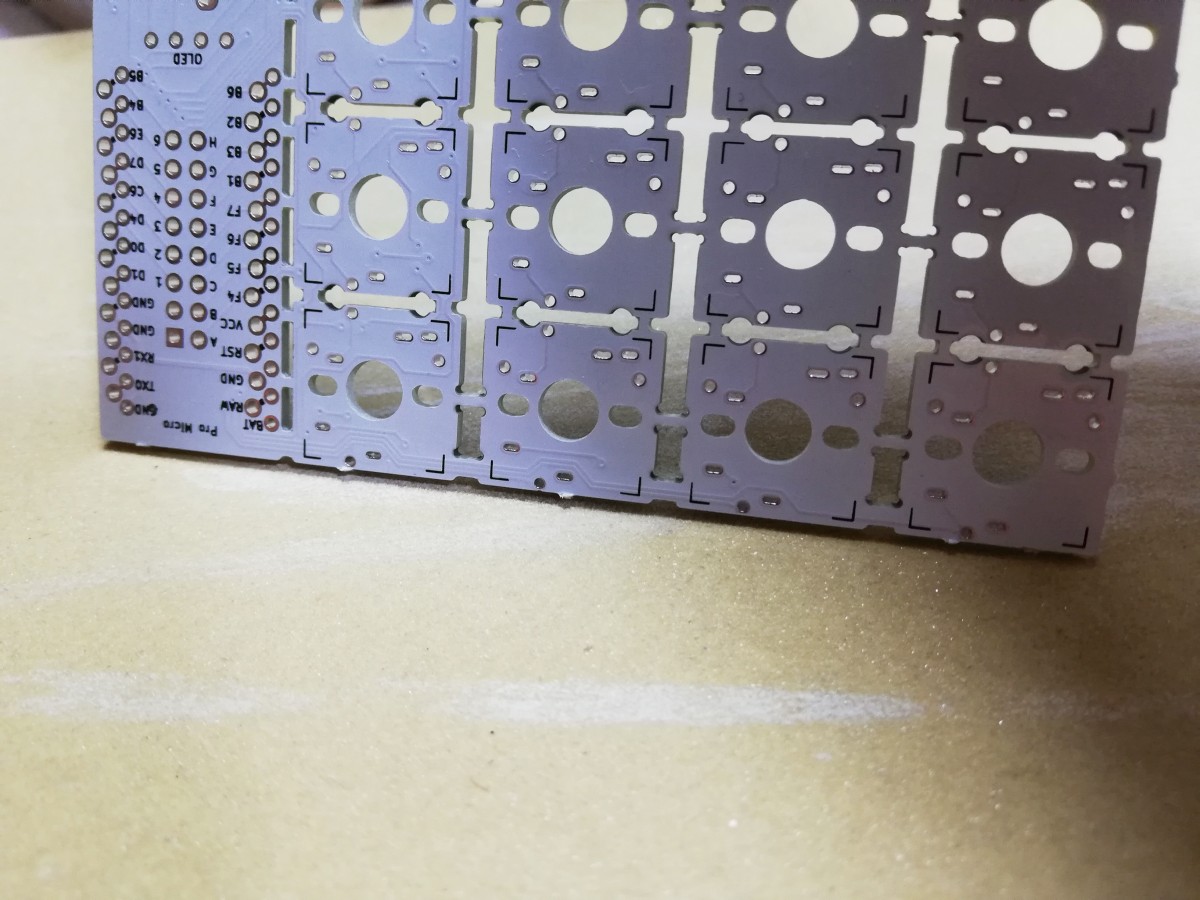 Pro Micro
BAT
RAW
GND
RST
VCC
F4
F5
F6
F7
B1
B3
B2
B6
A
B
C
D
E
F
G
H
1
2
3
4
5
6
GND
TX0
RX1
GND
GND
D1
D0
D4
C6
D7
E6
B4
B5
OLED